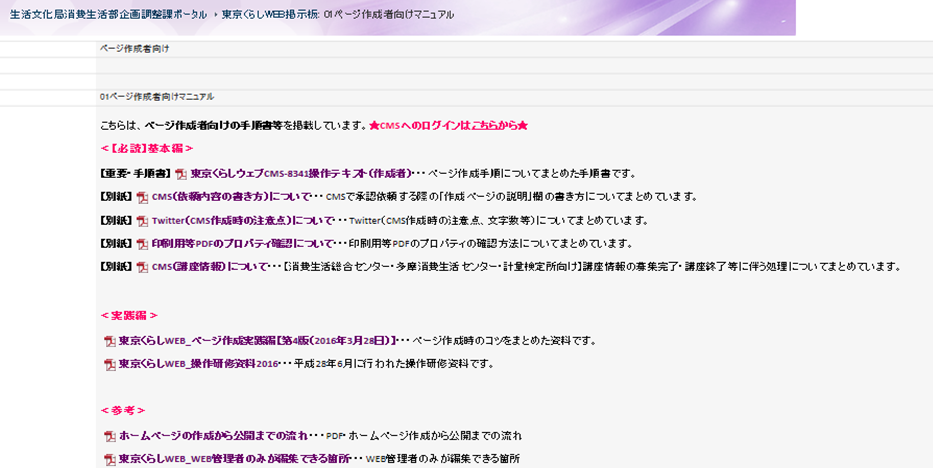 生活文化局消費生活部企画調整課ポータル ▸ 東京くらしWEB掲示板: 01ページ作成者向けマニュアル
ページ作成者向け
01ページ作成者向けマニュアル
こちらは、ページ作成者向けの手順書等を掲載しています。★CMSへのログインはこちらから★
＜【必読】基本編＞
【重要・手順書】 東京くらしウェブCMS-8341操作テキスト(作成者)・・・ページ作成手順についてまとめた手順書です。
【別紙】 CMS(依頼内容の書き方)について・・・CMSで承認依頼する際の「作成ページの説明」欄の書き方についてまとめています。
【別紙】 Twitter(CMS作成時の注意点)について・・・Twitter(CMS作成時の注意点、文字数等)についてまとめています。
【別紙】 印刷用等PDFのプロパティ確認について・・・印刷用等PDFのプロパティの確認方法についてまとめています。
【別紙】 CMS(講座情報)について・・・【消費生活総合センター・多摩消費生活センター・計量検定所向け】講座情報の募集完了・講座終了等に伴う処理についてまとめています。
＜実践編＞
東京くらしWEB_ページ作成実践編【第4版(2016年3月28日)】・・・ページ作成時のコツをまとめた資料です。
東京くらしWEB_操作研修資料2016・・・平成28年6月に行われた操作研修資料です。
＜参考＞
ホームページの作成から公開までの流れ・・・PDF・ホームページ作成から公開までの流れ
東京くらしWEB_WEB管理者のみが編集できる箇所・・・WEB管理者のみが編集できる箇所